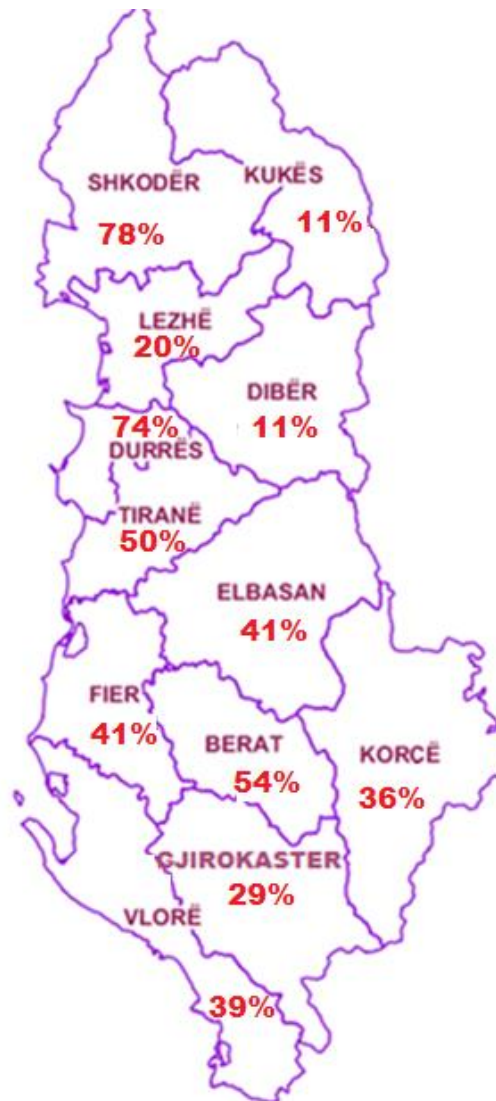 KUKËS
SHKODËR
11%
78%
LEZHË
20%
DIBËR
74%
11%
DURRËS
TIRANË
50%
ELBASAN
41%
FIER
41%
BERAT
54%
KORCË
36%
GJIROKASTER
29%
VLORË
39%